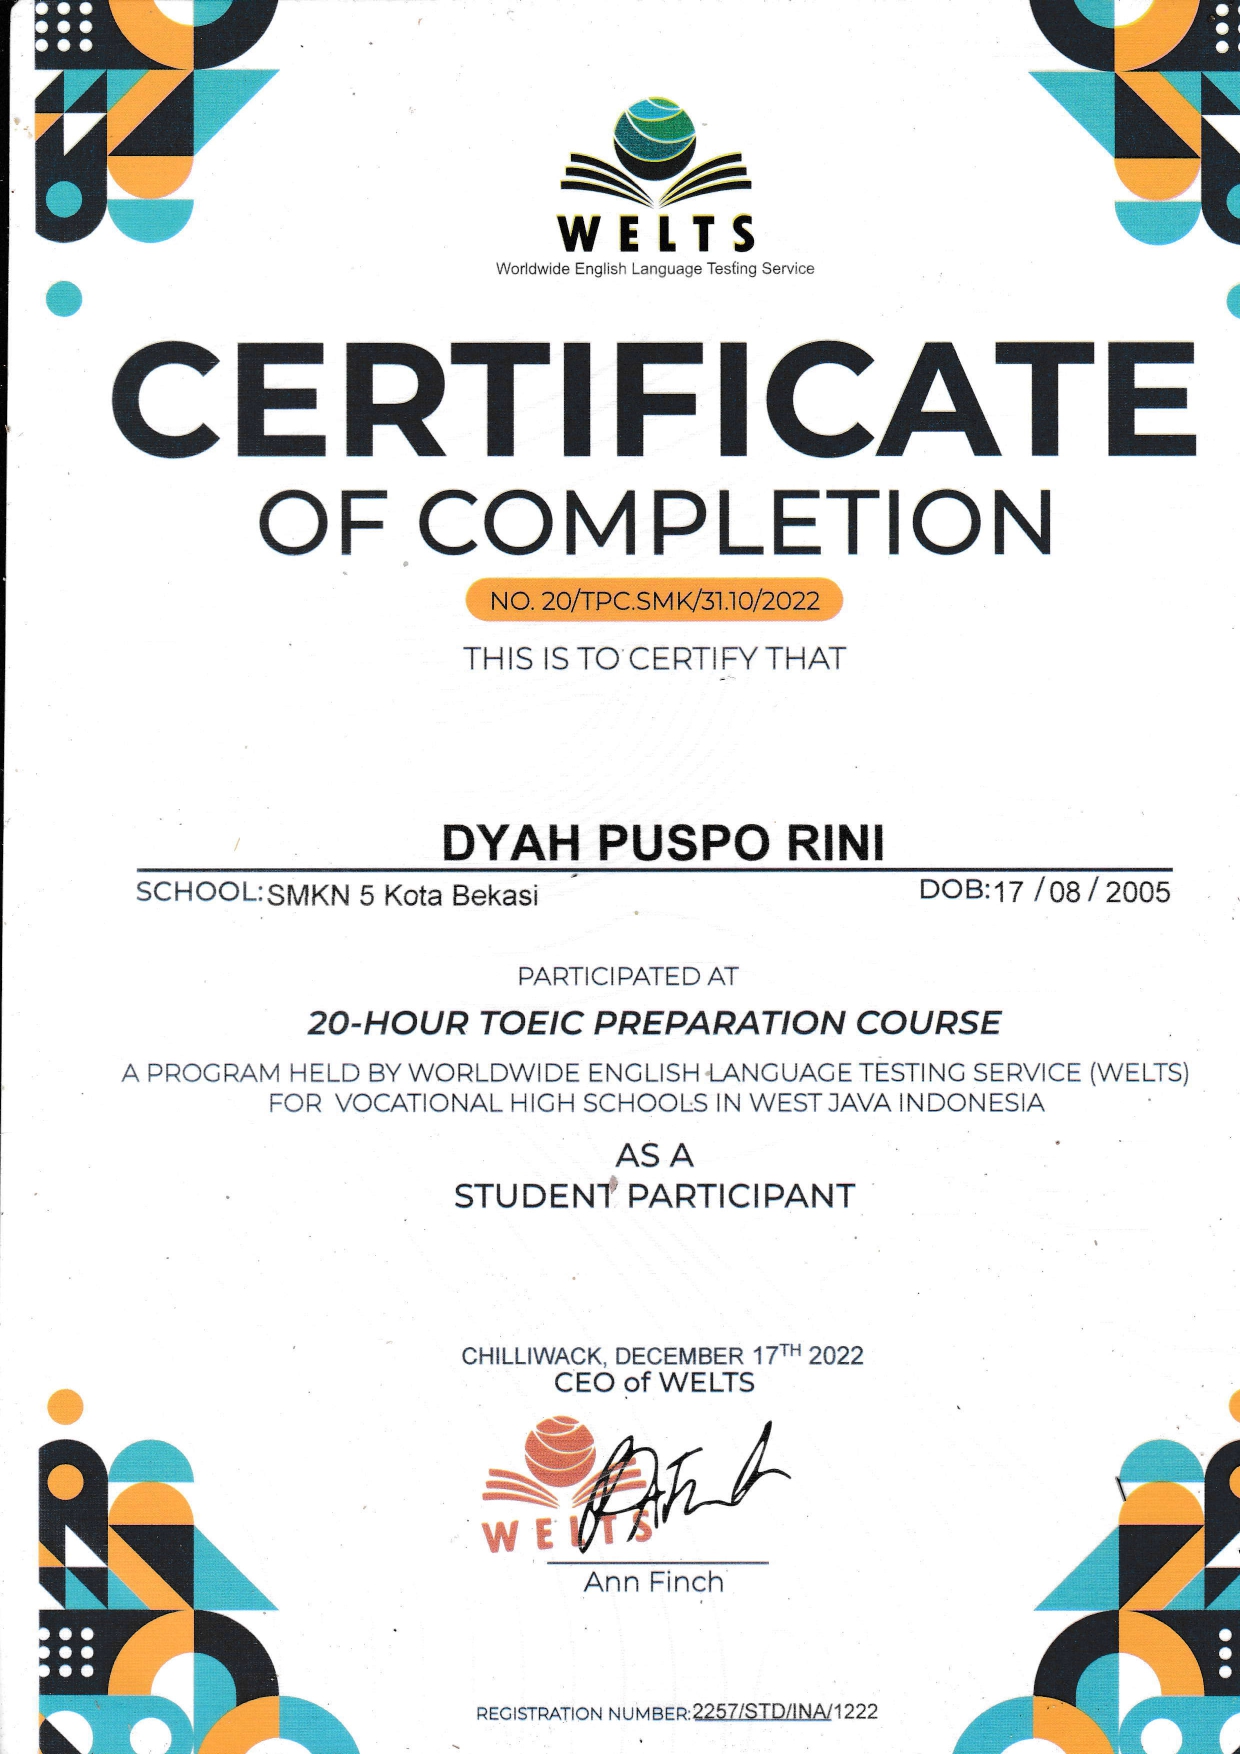 WELTS
Worldwide English Language Testing Service
CERTIFICATE
OF COMPLETION
NO. 20/TPC.SMK/31.10/2022
THIS IS TO CERTIFY THAT
DYAH PUSPO RINI
SCHOOL:SMKN 5 Kota Bekasi DOB:17 / 08 / 2005
PARTICIPATED AT
20-HOUR TOEIC PREPARATION COURSE
A PROGRAM HELD BY WORLDWIDE ENGLISH LANGUAGE TESTING SERVICE (WELTS)
FOR VOCATIONAL HIGH SCHOOLS IN WEST JAVA INDONESIA
AS A
STUDENT PARTICIPANT
CHILLIWACK, DECEMBER 17TH 2022
CEO of WELTS
WELTS
Ann Finch
REGISTRATION NUMBER:2257/STD/INA/1222